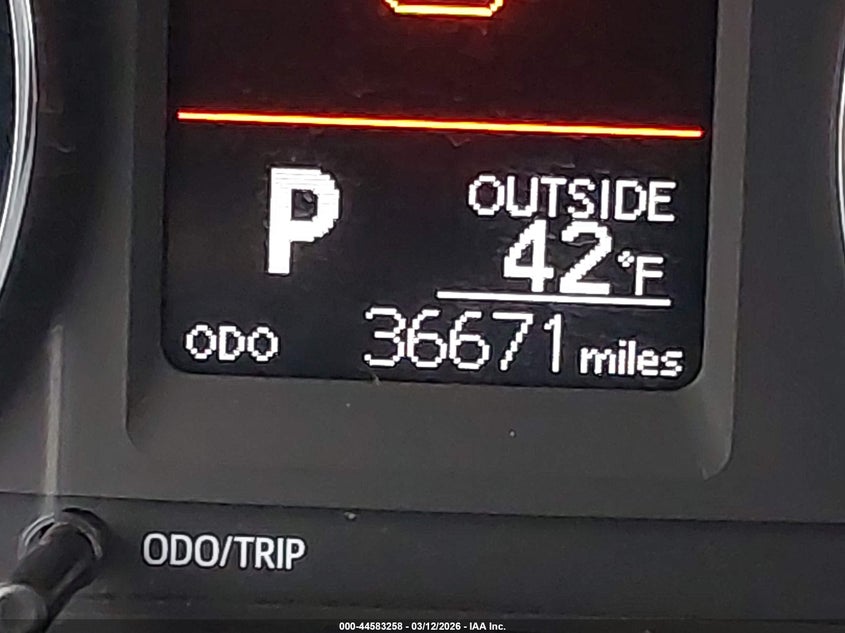 P
OUTSIDE
42°F
ODO 36671 miles
ODO/TRIP
000-44583258 - 03/12/2026 - IAA Inc.